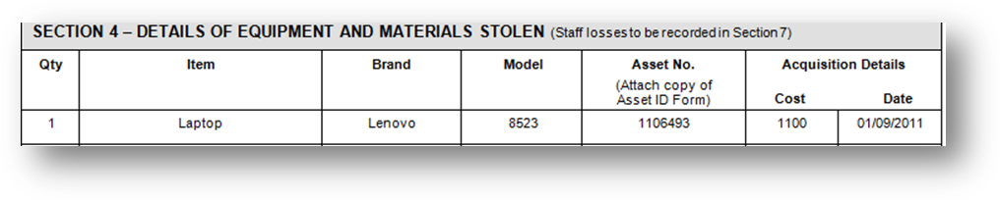 SECTION 4 – DETAILS OF EQUIPMENT AND MATERIALS STOLEN (Staff losses to be recorded in Section 7)
Qty Item Brand Model Asset No. Acquisition Details
(Attach copy of
Asset ID Form) Cost Date
1 Laptop Lenovo 8523 1106493 1100 01/09/2011